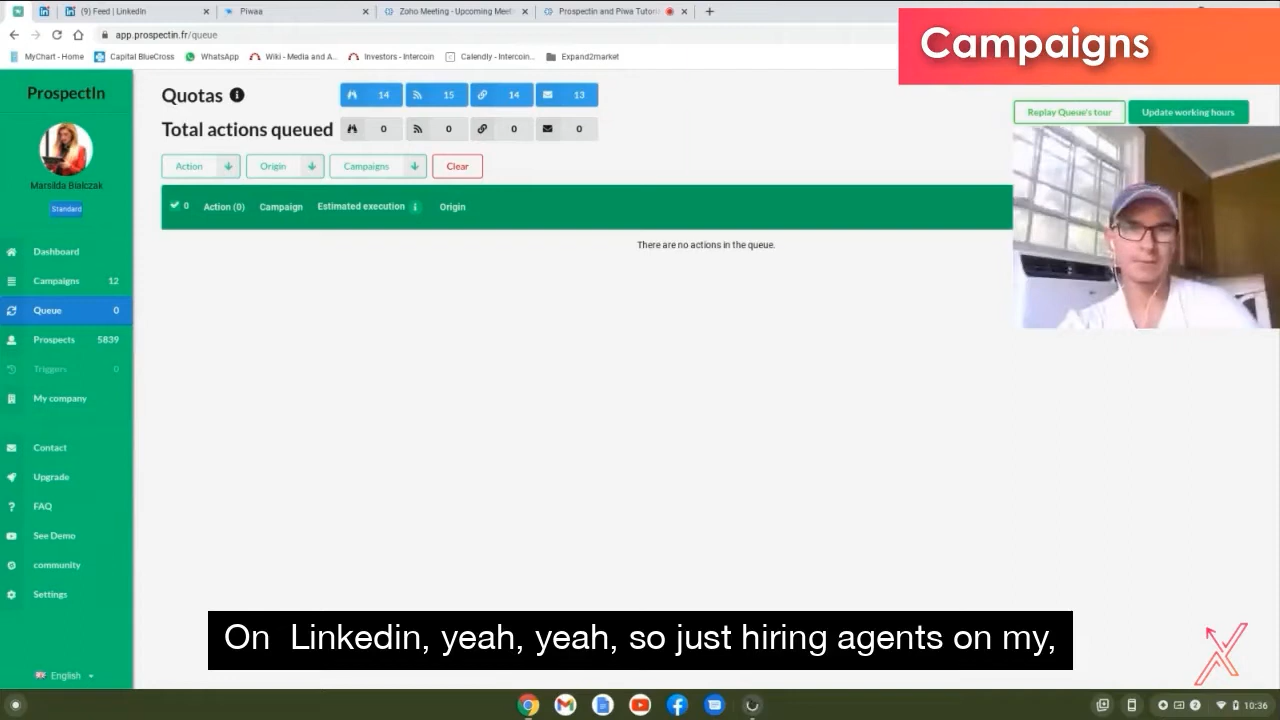 (9) Feed | LinkedIn
Piwaa
Zoho Meeting - Upcoming Meeti
Prospectin and Piwa Tutori
app.prospectin.fr/queue
MyChart - Home
Capital BlueCross
WhatsApp
Wiki - Media and A...
Investors - Intercoin
Calendly - Intercoin...
Expand2market
Campaigns
ProspectIn
Marsilda Bialczak
Standard
Dashboard
Campaigns 12
Queue 0
Prospects 5839
Triggers 0
My company
Contact
Upgrade
FAQ
See Demo
community
Settings
English
Quotas 14 15 14 13
Total actions queued 0 0 0 0
Replay Queue's tour
Update working hours
Action
Origin
Campaigns
Clear
0 Action (0) Campaign Estimated execution Origin
There are no actions in the queue.
On Linkedin, yeah, yeah, so just hiring agents on my,
10:36